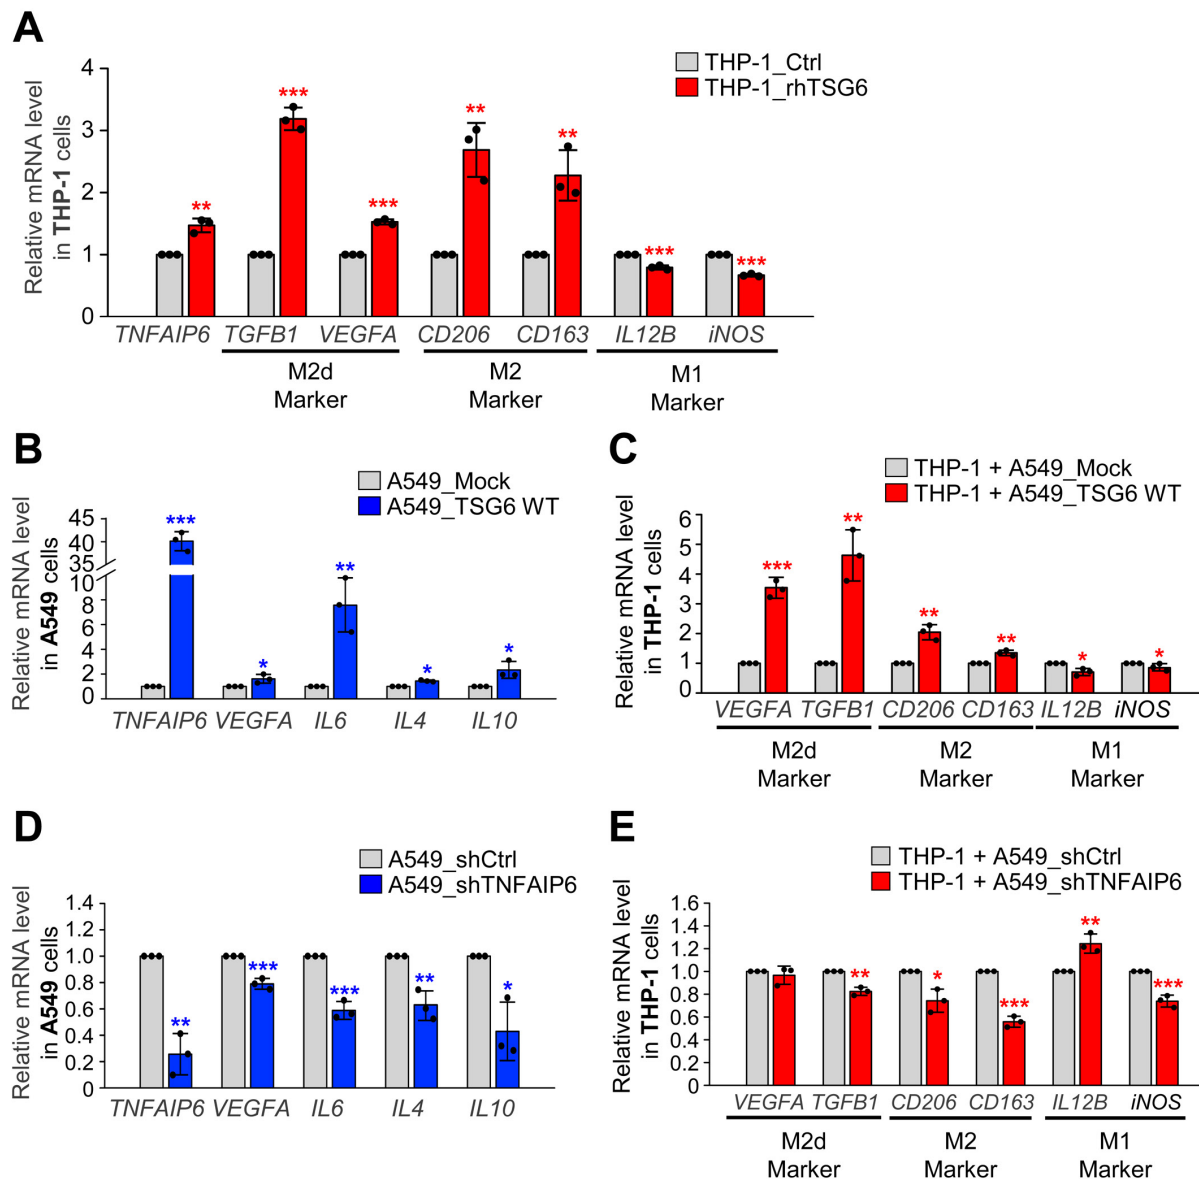 A
THP-1_Ctrl
THP-1_rhTSG6
Relative mRNA level
in THP-1 cells
4
3
2
1
0
***
**
**
**
***
***
***
TNFAIP6 TGFB1 VEGFA CD206 CD163 IL12B iNOS
M2d
Marker
M2
Marker
M1
Marker
B
A549_Mock
A549_TSG6 WT
Relative mRNA level
in A549 cells
45
40
35
10
8
6
4
2
0
***
*
**
*
*
TNFAIP6 VEGFA IL6 IL4 IL10
C
THP-1 + A549_Mock
THP-1 + A549_TSG6 WT
Relative mRNA level
in THP-1 cells
6
5
4
3
2
1
0
***
**
**
**
*
*
VEGFA TGFB1 CD206 CD163 IL12B iNOS
M2d
Marker
M2
Marker
M1
Marker
D
A549_shCtrl
A549_shTNFAIP6
Relative mRNA level
in A549 cells
1.4
1.2
1.0
0.8
0.6
0.4
0.2
0
**
***
***
**
*
TNFAIP6 VEGFA IL6 IL4 IL10
E
THP-1 + A549_shCtrl
THP-1 + A549_shTNFAIP6
Relative mRNA level
in THP-1 cells
1.6
1.4
1.2
1.0
0.8
0.6
0.4
0.2
0
**
*
***
**
***
VEGFA TGFB1 CD206 CD163 IL12B iNOS
M2d
Marker
M2
Marker
M1
Marker